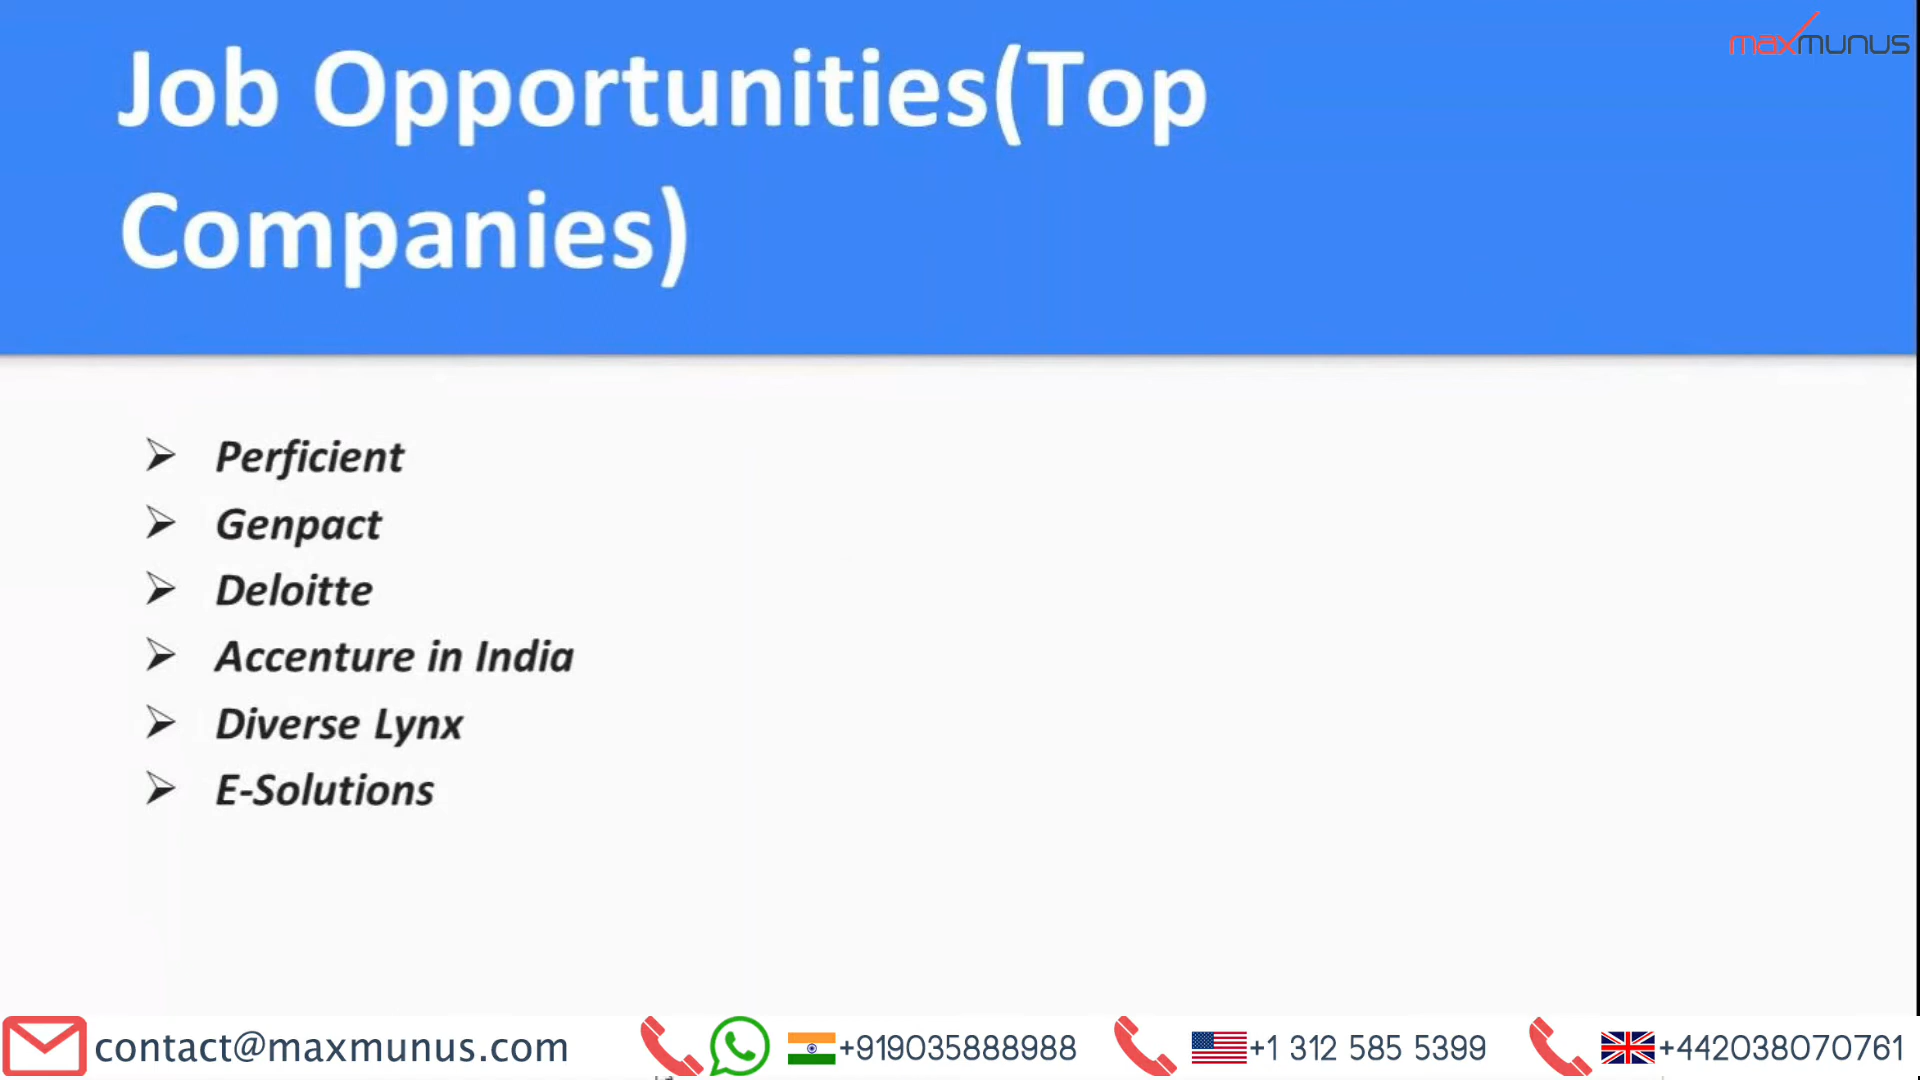 maxmunus
Job Opportunities(Top
Companies)
Perficient
Genpact
Deloitte
Accenture in India
Diverse Lynx
E-Solutions
contact@maxmunus.com +919035888988 +1 312 585 5399 +442038070761